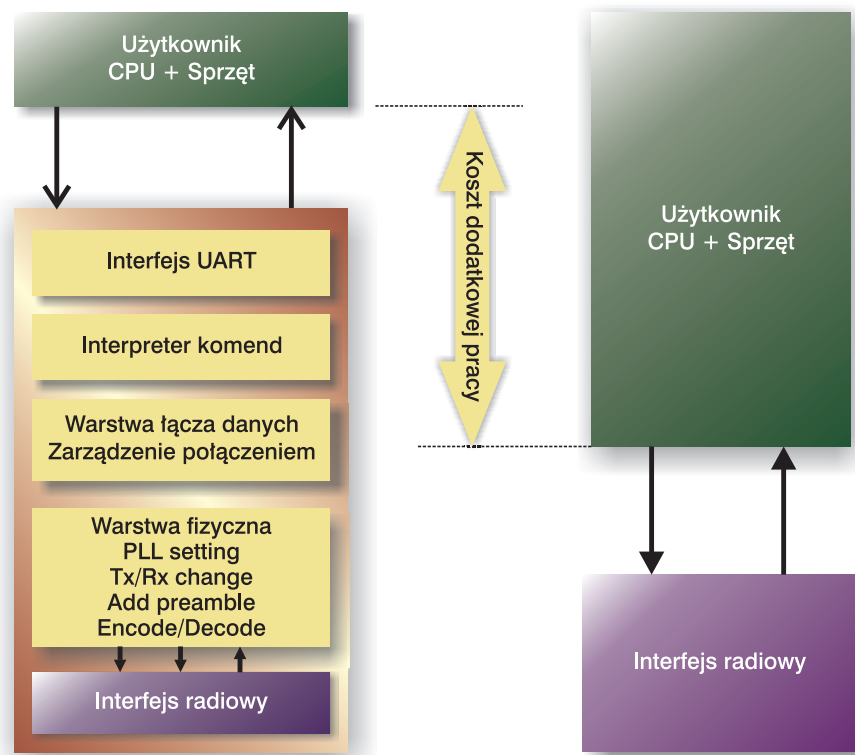 Użytkownik
CPU + Sprzęt
Interfejs UART
Interpreter komend
Warstwa łącza danych
Zarządzenie połączeniem
Warstwa fizyczna
PLL setting
Tx/Rx change
Add preamble
Encode/Decode
Interfejs radiowy
Koszt dodatkowej pracy
Użytkownik
CPU + Sprzęt
Interfejs radiowy